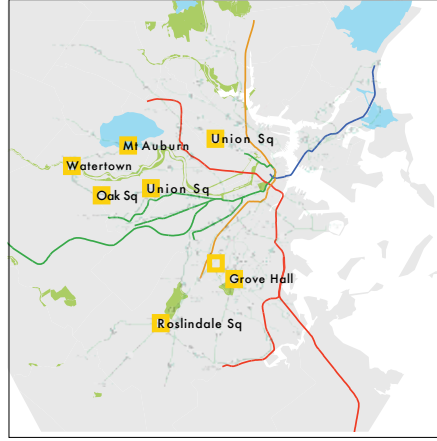 Union Sq
Mt Auburn
Watertown
Union Sq
Oak Sq
Grove Hall
Roslindale Sq